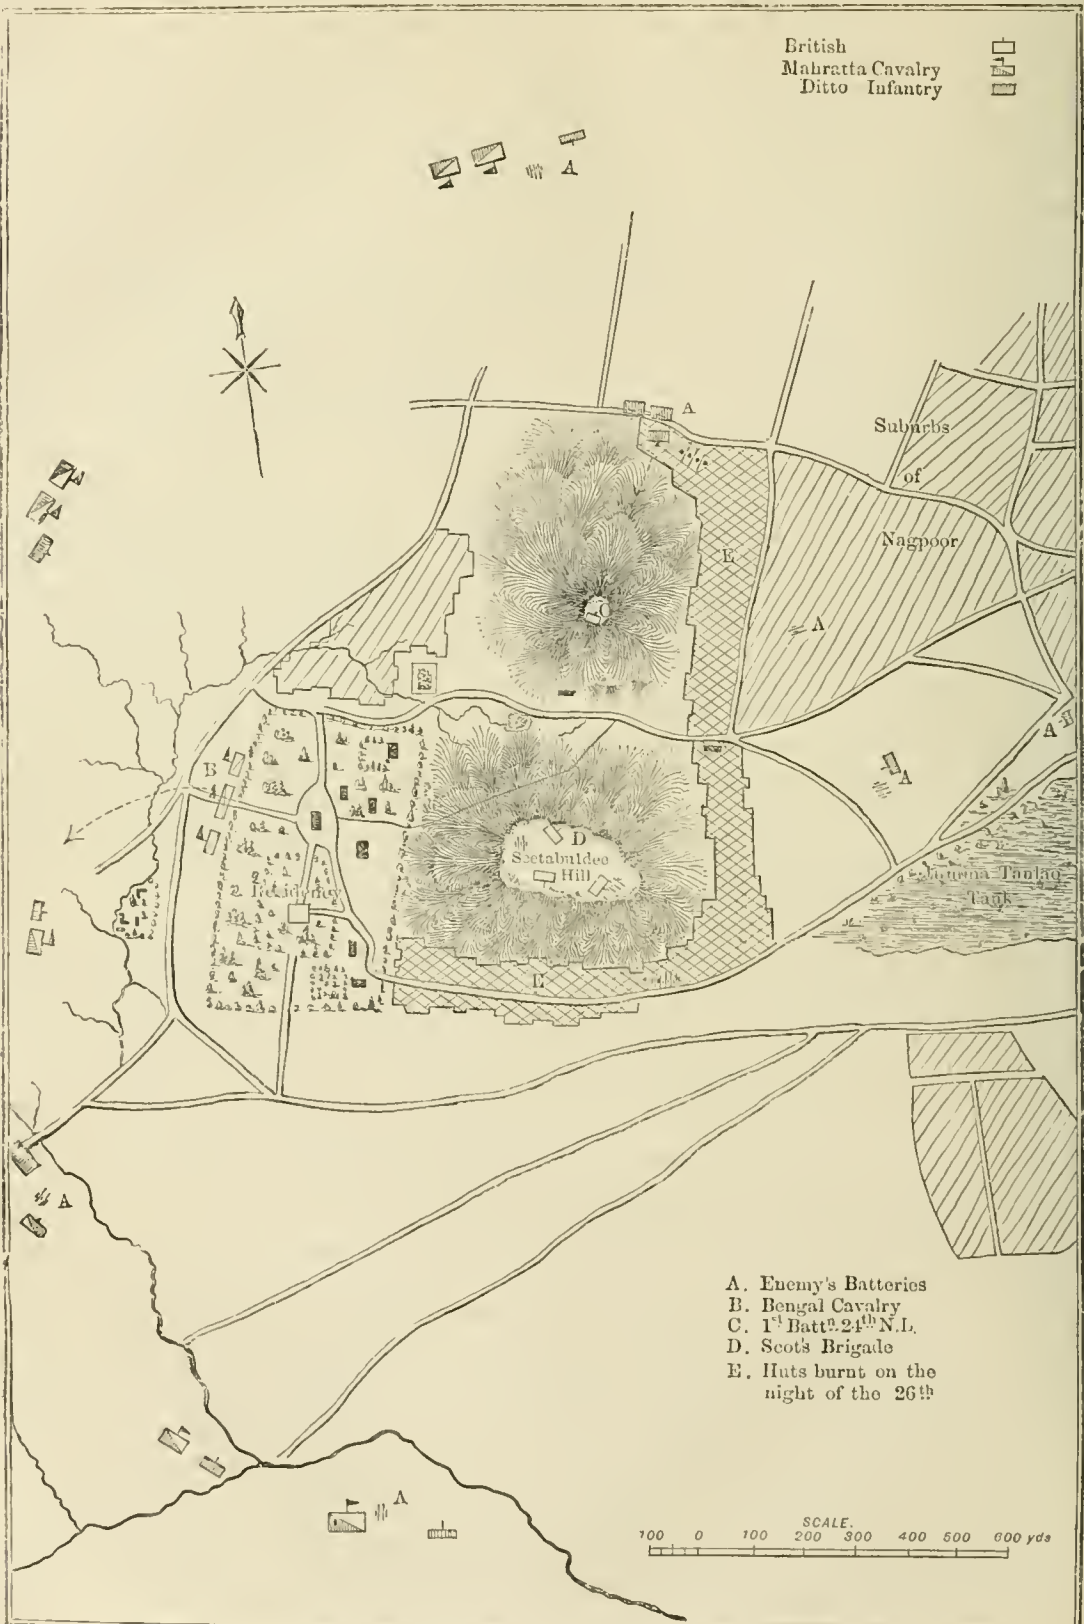 British
Mahratta Cavalry
Ditto Infantry
A
A
Suburbs
of
Nagpoor
E
A
A
B
A
D
Seetabuldee
Hill
Tank
E
A
A. Enemy's Batteries
B. Bengal Cavalry
C. 1st Battn. 24th N.I.
D. Scot's Brigade
E. Huts burnt on the
night of the 26th
A
SCALE.
100 0 100 200 300 400 500 600 yds